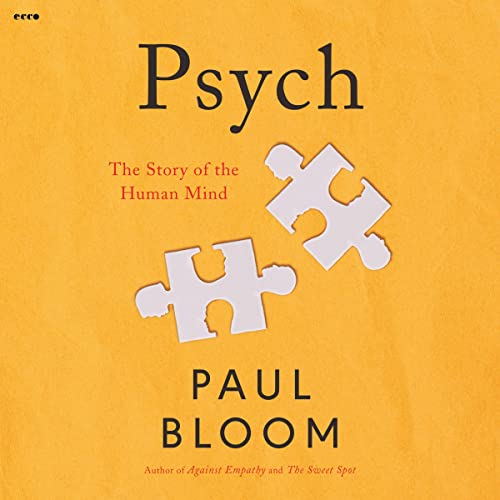 ecco
Psych
The Story of the
Human Mind
PAUL
BLOOM
Author of Against Empathy and The Sweet Spot